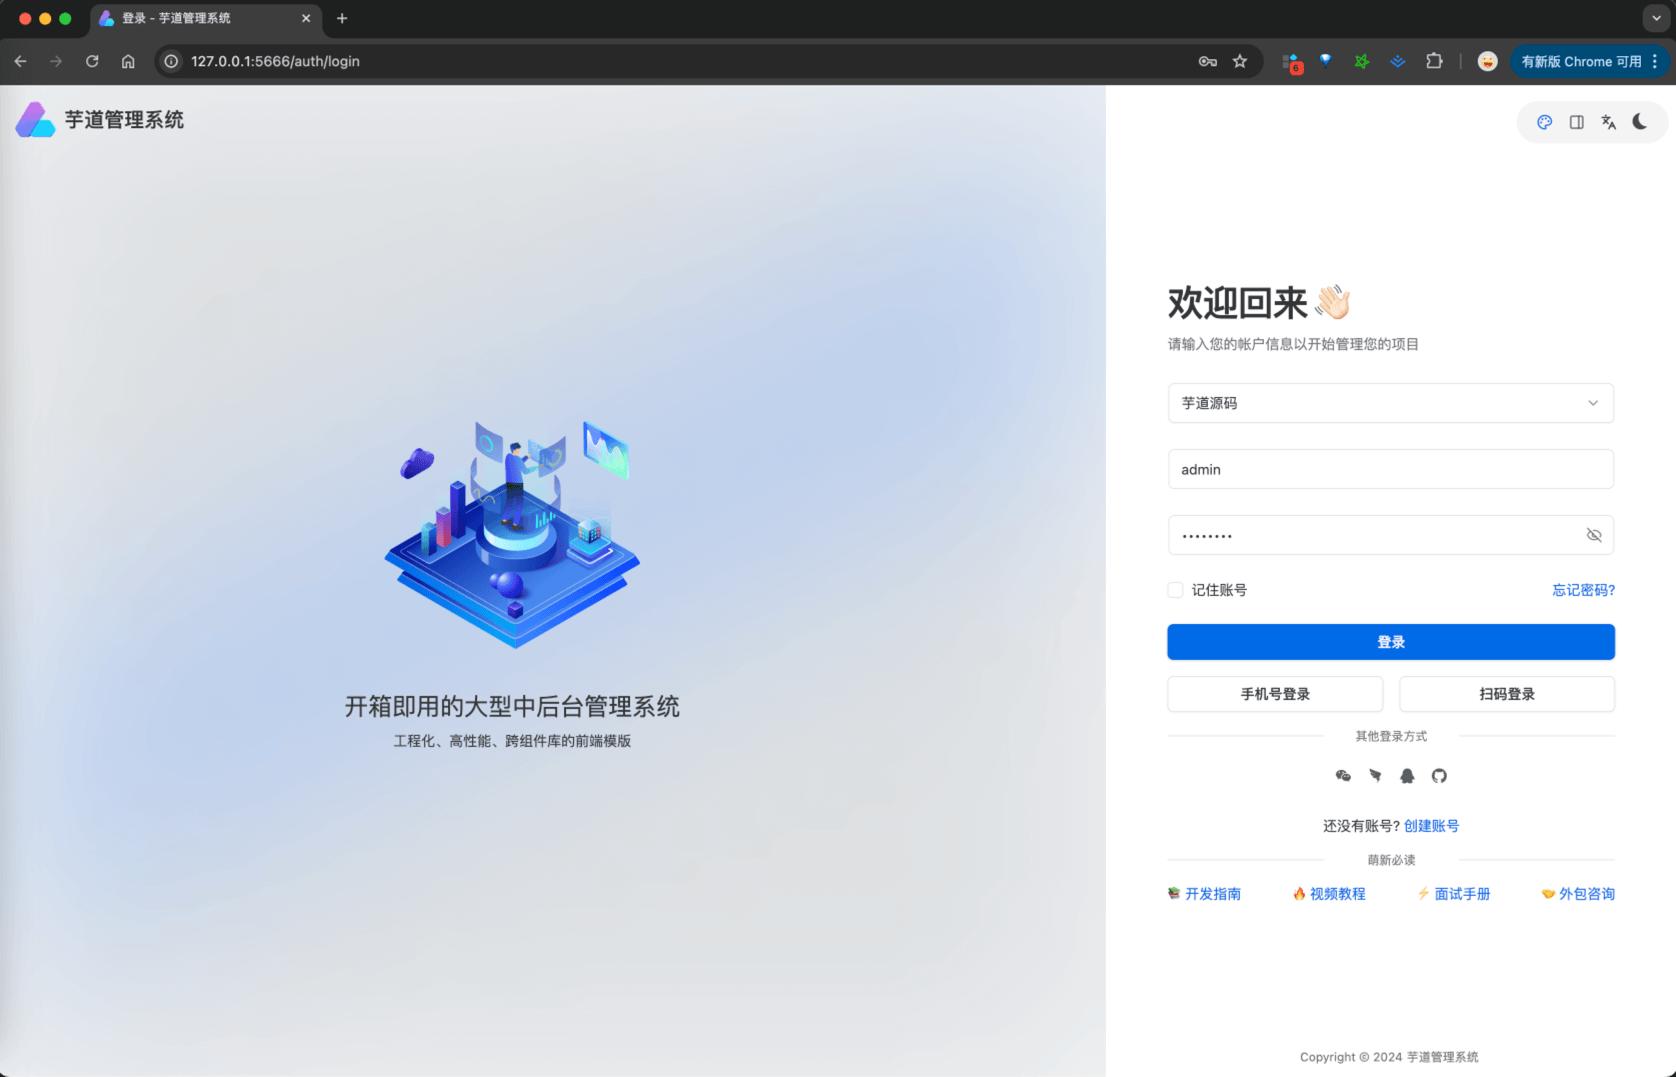 登录 - 芋道管理系统
127.0.0.1:5666/auth/login
6
有新版 Chrome 可用
芋道管理系统
欢迎回来
请输入您的帐户信息以开始管理您的项目
芋道源码
admin
••••••••
记住账号
忘记密码?
登录
手机号登录
扫码登录
其他登录方式
还没有账号? 创建账号
萌新必读
开发指南
视频教程
面试手册
外包咨询
开箱即用的大型中后台管理系统
工程化、高性能、跨组件库的前端模版
Copyright © 2024 芋道管理系统